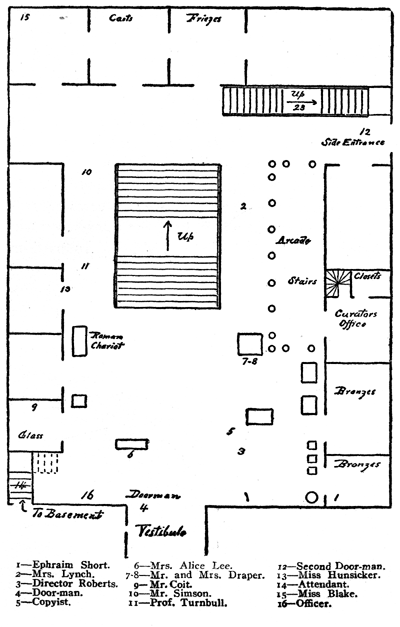 15 Casts Friezes
Up
23
12
Side Entrance
10
2
Up
Arcade
11
Stairs
Closets
13
Curators
Office
Roman
Chariot
7-8
Bronzes
9
5
Glass
6
3
Bronzes
14
16 Doorman 1 1
4
To Basement
Vestibule
1—Ephraim Short. 6—Mrs. Alice Lee. 12—Second Door-man.
2—Mrs. Lynch. 7-8—Mr. and Mrs. Draper. 13—Miss Hunsicker.
3—Director Roberts. 9—Mr. Coit. 14—Attendant.
4—Door-man. 10—Mr. Simson. 15—Miss Blake.
5—Copyist. 11—Prof. Turnbull. 16—Officer.